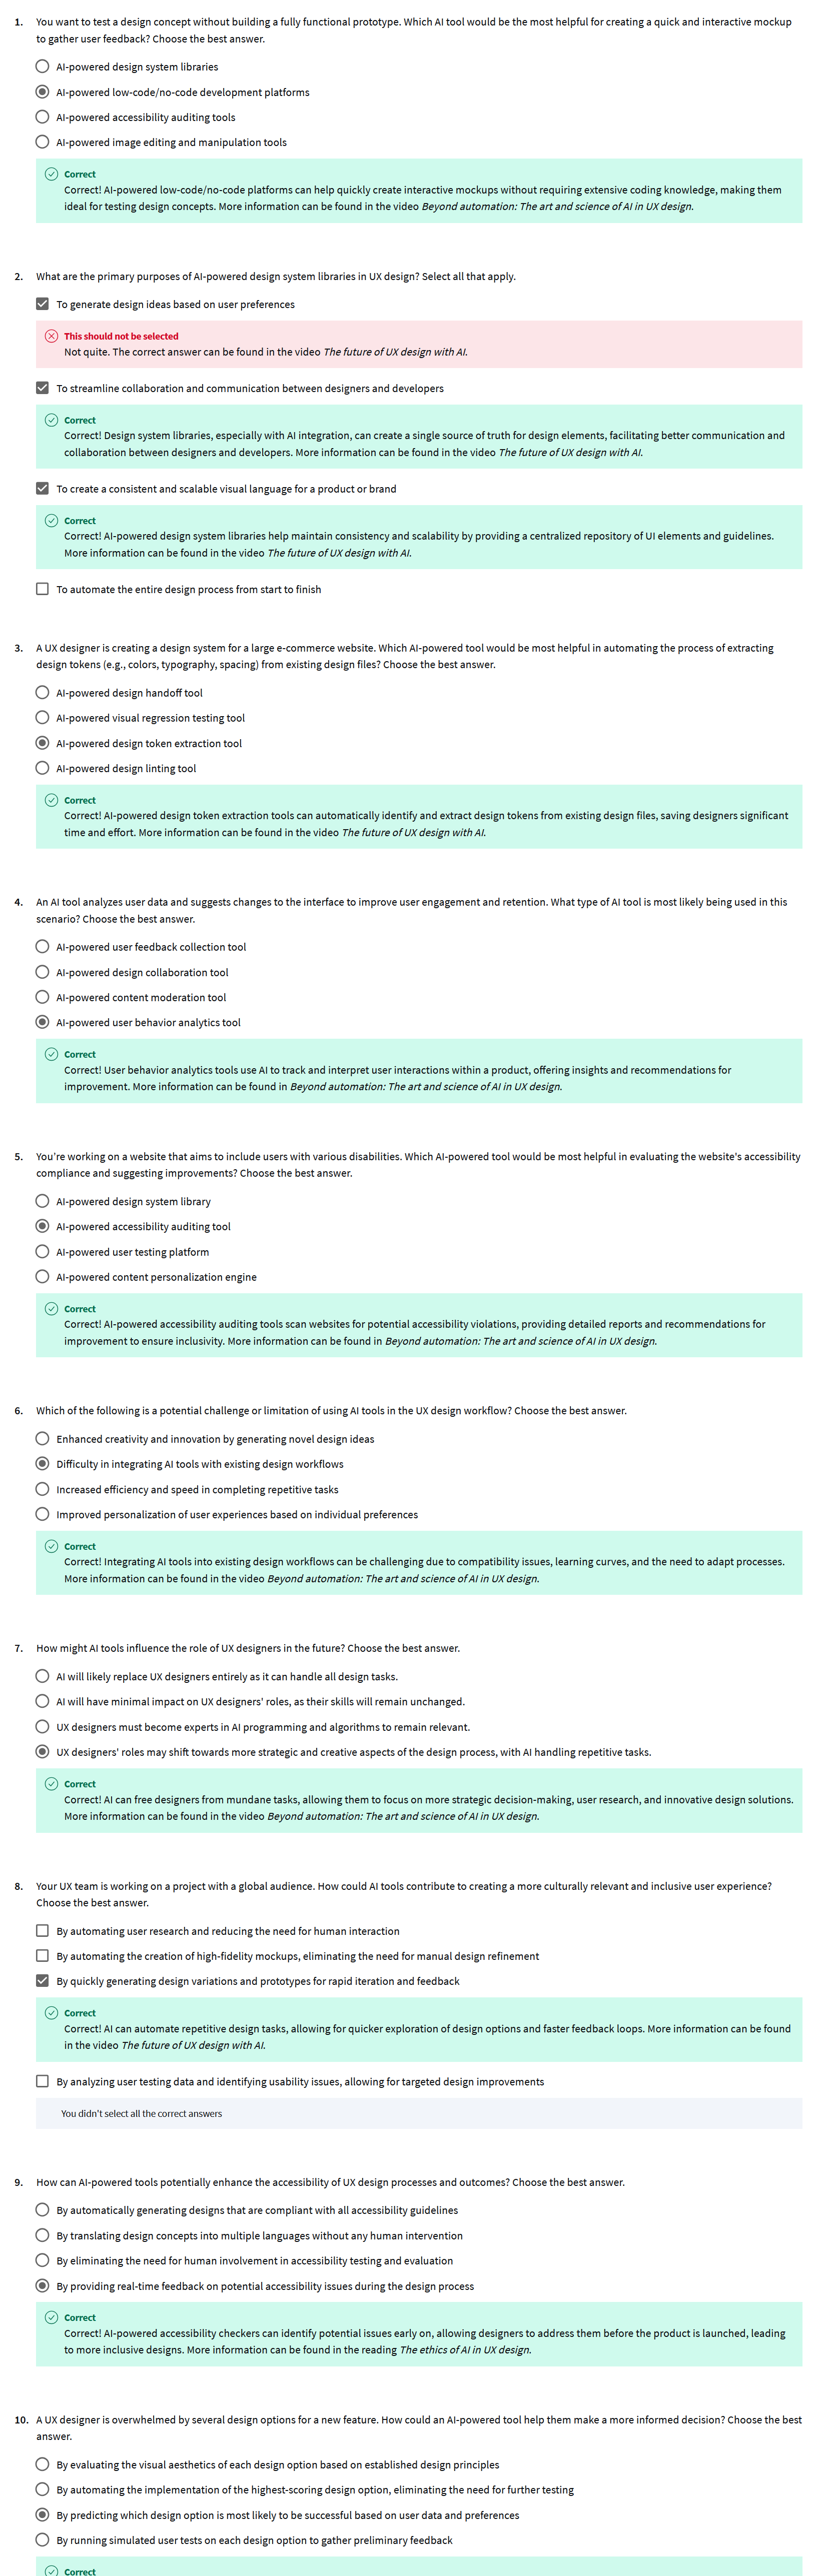 1. You want to test a design concept without building a fully functional prototype. Which AI tool would be the most helpful for creating a quick and interactive mockup
to gather user feedback? Choose the best answer.
AI-powered design system libraries
AI-powered low-code/no-code development platforms
AI-powered accessibility auditing tools
AI-powered image editing and manipulation tools
Correct
Correct! AI-powered low-code/no-code platforms can help quickly create interactive mockups without requiring extensive coding knowledge, making them
ideal for testing design concepts. More information can be found in the video Beyond automation: The art and science of AI in UX design.
2. What are the primary purposes of AI-powered design system libraries in UX design? Select all that apply.
To generate design ideas based on user preferences
This should not be selected
Not quite. The correct answer can be found in the video The future of UX design with AI.
To streamline collaboration and communication between designers and developers
Correct
Correct! Design system libraries, especially with AI integration, can create a single source of truth for design elements, facilitating better communication and
collaboration between designers and developers. More information can be found in the video The future of UX design with AI.
To create a consistent and scalable visual language for a product or brand
Correct
Correct! AI-powered design system libraries help maintain consistency and scalability by providing a centralized repository of UI elements and guidelines.
More information can be found in the video The future of UX design with AI.
To automate the entire design process from start to finish
3. A UX designer is creating a design system for a large e-commerce website. Which AI-powered tool would be most helpful in automating the process of extracting
design tokens (e.g., colors, typography, spacing) from existing design files? Choose the best answer.
AI-powered design handoff tool
AI-powered visual regression testing tool
AI-powered design token extraction tool
AI-powered design linting tool
Correct
Correct! AI-powered design token extraction tools can automatically identify and extract design tokens from existing design files, saving designers significant
time and effort. More information can be found in the video The future of UX design with AI.
4. An AI tool analyzes user data and suggests changes to the interface to improve user engagement and retention. What type of AI tool is most likely being used in this
scenario? Choose the best answer.
AI-powered user feedback collection tool
AI-powered design collaboration tool
AI-powered content moderation tool
AI-powered user behavior analytics tool
Correct
Correct! User behavior analytics tools use AI to track and interpret user interactions within a product, offering insights and recommendations for
improvement. More information can be found in Beyond automation: The art and science of AI in UX design.
5. You're working on a website that aims to include users with various disabilities. Which AI-powered tool would be most helpful in evaluating the website's accessibility
compliance and suggesting improvements? Choose the best answer.
AI-powered design system library
AI-powered accessibility auditing tool
AI-powered user testing platform
AI-powered content personalization engine
Correct
Correct! AI-powered accessibility auditing tools scan websites for potential accessibility violations, providing detailed reports and recommendations for
improvement to ensure inclusivity. More information can be found in Beyond automation: The art and science of AI in UX design.
6. Which of the following is a potential challenge or limitation of using AI tools in the UX design workflow? Choose the best answer.
Enhanced creativity and innovation by generating novel design ideas
Difficulty in integrating AI tools with existing design workflows
Increased efficiency and speed in completing repetitive tasks
Improved personalization of user experiences based on individual preferences
Correct
Correct! Integrating AI tools into existing design workflows can be challenging due to compatibility issues, learning curves, and the need to adapt processes.
More information can be found in the video Beyond automation: The art and science of AI in UX design.
7. How might AI tools influence the role of UX designers in the future? Choose the best answer.
AI will likely replace UX designers entirely as it can handle all design tasks.
AI will have minimal impact on UX designers' roles, as their skills will remain unchanged.
UX designers must become experts in AI programming and algorithms to remain relevant.
UX designers' roles may shift towards more strategic and creative aspects of the design process, with AI handling repetitive tasks.
Correct
Correct! AI can free designers from mundane tasks, allowing them to focus on more strategic decision-making, user research, and innovative design solutions.
More information can be found in the video Beyond automation: The art and science of AI in UX design.
8. Your UX team is working on a project with a global audience. How could AI tools contribute to creating a more culturally relevant and inclusive user experience?
Choose the best answer.
By automating user research and reducing the need for human interaction
By automating the creation of high-fidelity mockups, eliminating the need for manual design refinement
By quickly generating design variations and prototypes for rapid iteration and feedback
Correct
Correct! AI can automate repetitive design tasks, allowing for quicker exploration of design options and faster feedback loops. More information can be found
in the video The future of UX design with AI.
By analyzing user testing data and identifying usability issues, allowing for targeted design improvements
You didn't select all the correct answers
9. How can AI-powered tools potentially enhance the accessibility of UX design processes and outcomes? Choose the best answer.
By automatically generating designs that are compliant with all accessibility guidelines
By translating design concepts into multiple languages without any human intervention
By eliminating the need for human involvement in accessibility testing and evaluation
By providing real-time feedback on potential accessibility issues during the design process
Correct
Correct! AI-powered accessibility checkers can identify potential issues early on, allowing designers to address them before the product is launched, leading
to more inclusive designs. More information can be found in the reading The ethics of AI in UX design.
10. A UX designer is overwhelmed by several design options for a new feature. How could an AI-powered tool help them make a more informed decision? Choose the best
answer.
By evaluating the visual aesthetics of each design option based on established design principles
By automating the implementation of the highest-scoring design option, eliminating the need for further testing
By predicting which design option is most likely to be successful based on user data and preferences
By running simulated user tests on each design option to gather preliminary feedback
Correct